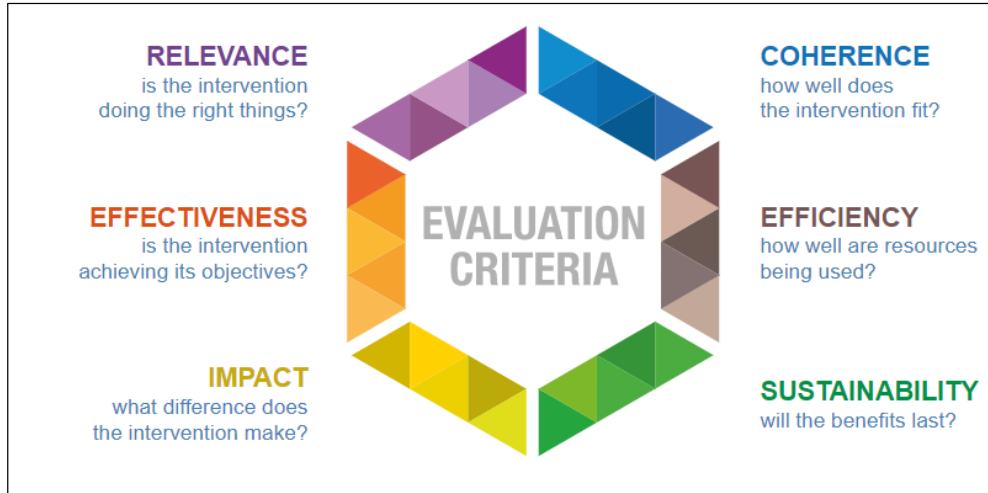 RELEVANCE
is the intervention
doing the right things?
COHERENCE
how well does
the intervention fit?
EFFECTIVENESS
is the intervention
achieving its objectives?
EVALUATION
CRITERIA
EFFICIENCY
how well are resources
being used?
IMPACT
what difference does
the intervention make?
SUSTAINABILITY
will the benefits last?